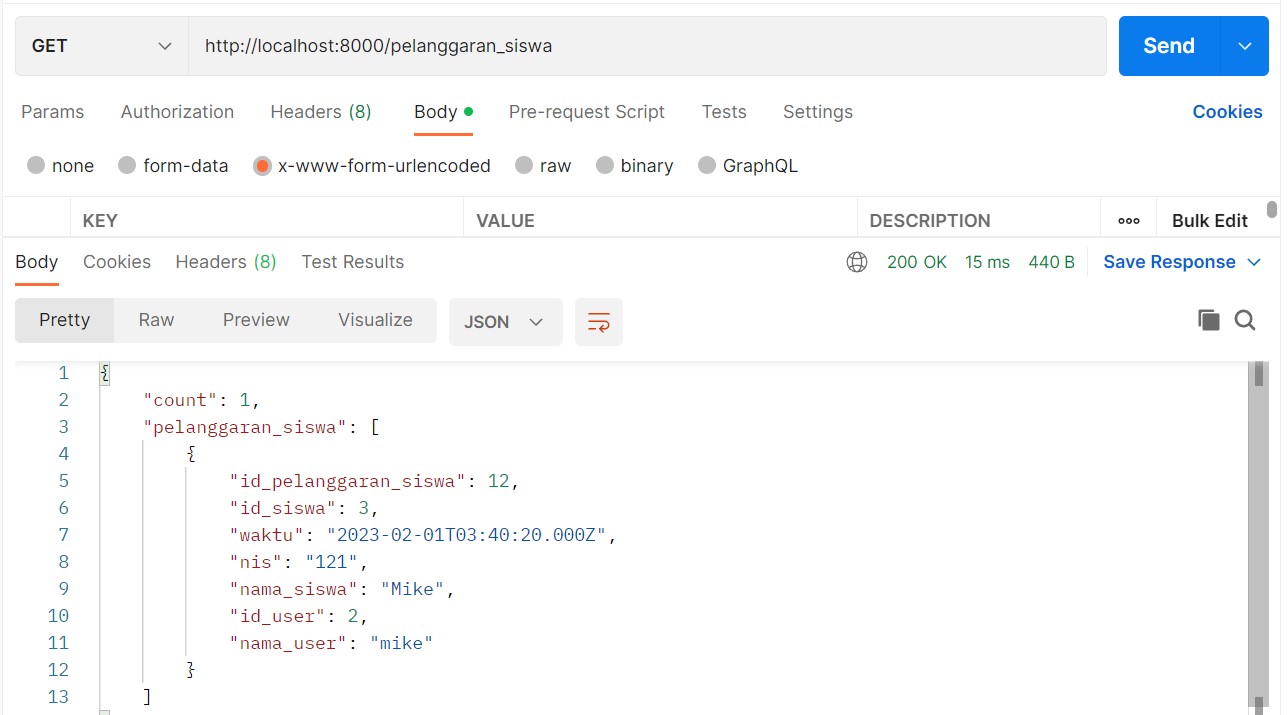 GET http://localhost:8000/pelanggaran_siswa Send
Params Authorization Headers (8) Body Pre-request Script Tests Settings Cookies
none form-data x-www-form-urlencoded raw binary GraphQL
KEY VALUE DESCRIPTION ooo Bulk Edit
Body Cookies Headers (8) Test Results 200 OK 15 ms 440 B Save Response
Pretty Raw Preview Visualize JSON
1 {
2 "count": 1,
3 "pelanggaran_siswa": [
4 {
5 "id_pelanggaran_siswa": 12,
6 "id_siswa": 3,
7 "waktu": "2023-02-01T03:40:20.000Z",
8 "nis": "121",
9 "nama_siswa": "Mike",
10 "id_user": 2,
11 "nama_user": "mike"
12 }
13 ]